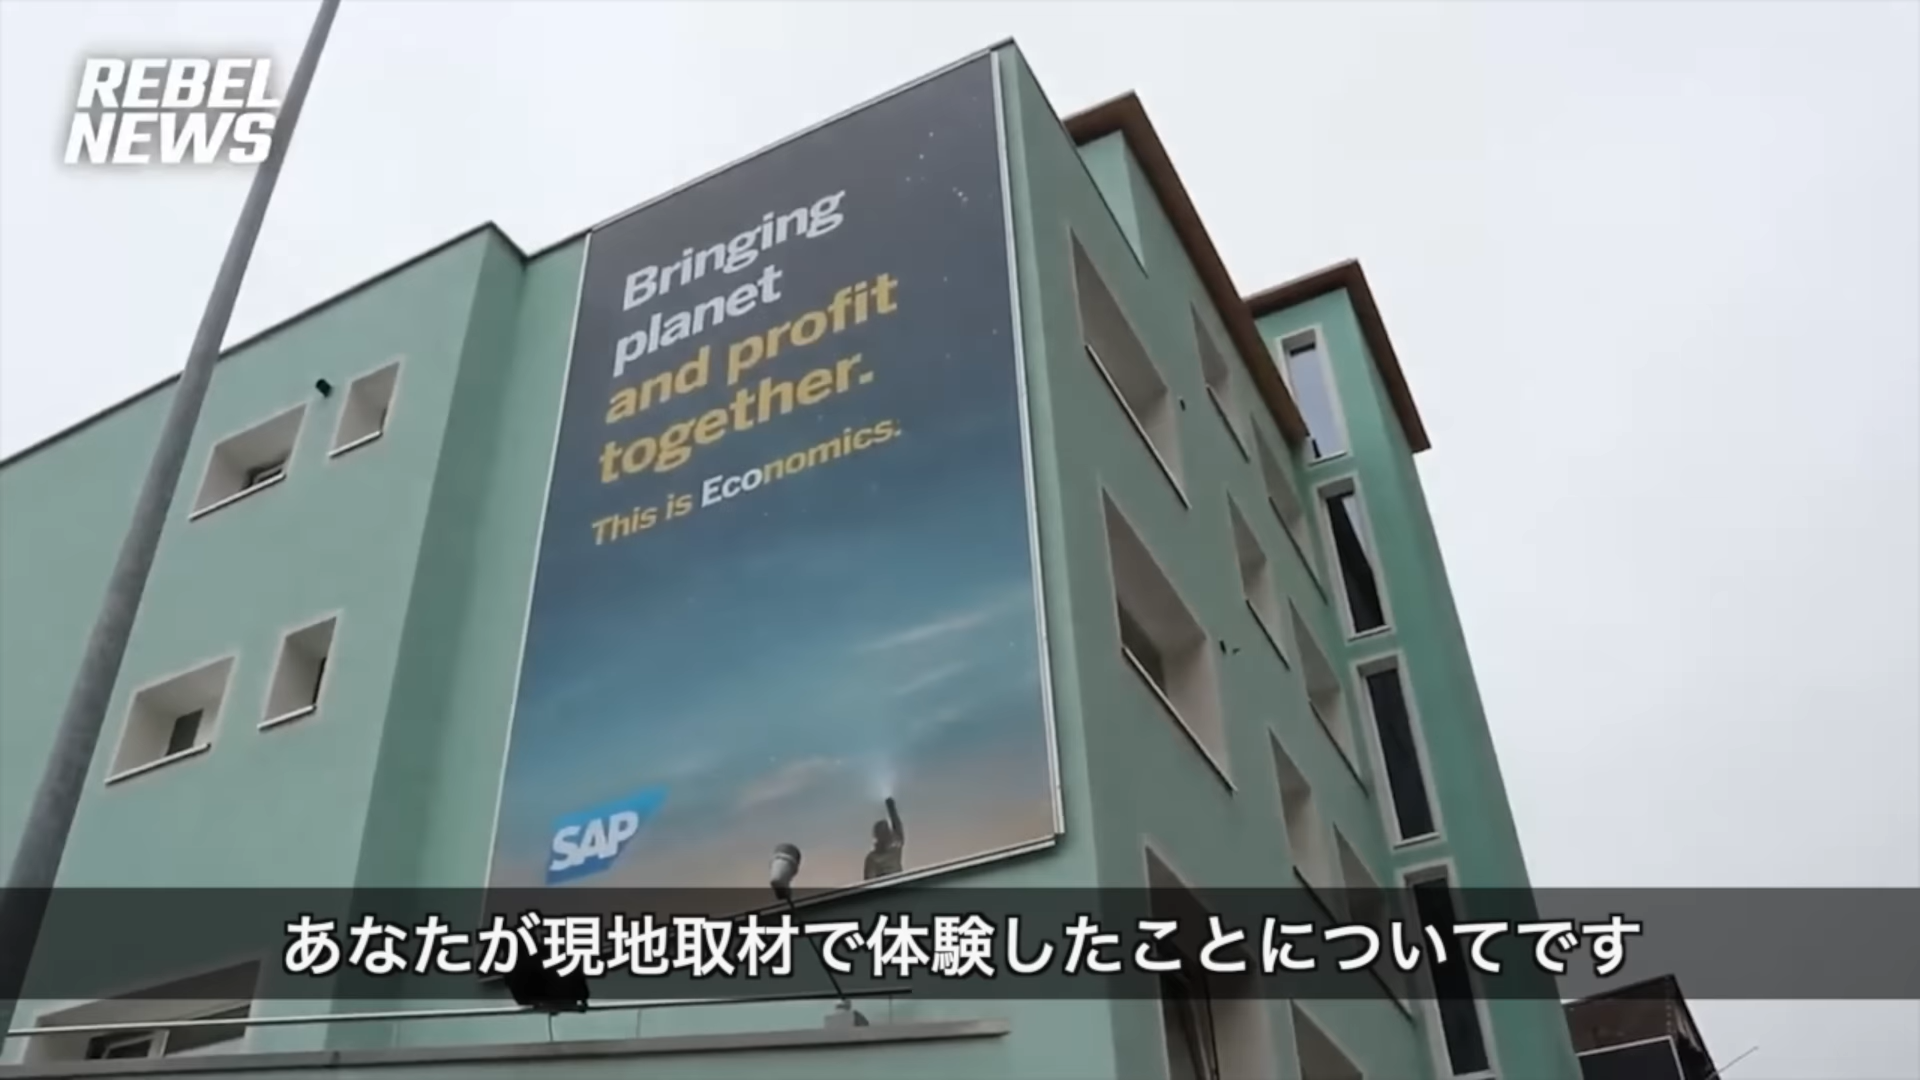 REBEL
NEWS
Bringing
planet
and profit
together.
This is Economics.
SAP
あなたが現地取材で体験したことについてです